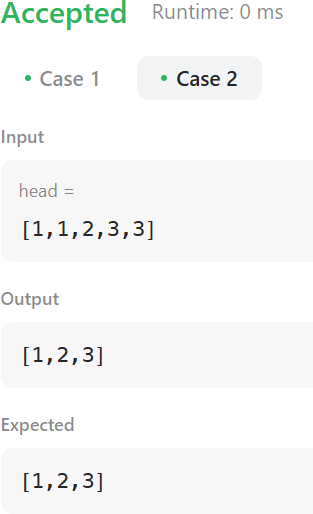 Accepted Runtime: 0 ms
• Case 1 • Case 2
Input
head =
[1,1,2,3,3]
Output
[1,2,3]
Expected
[1,2,3]